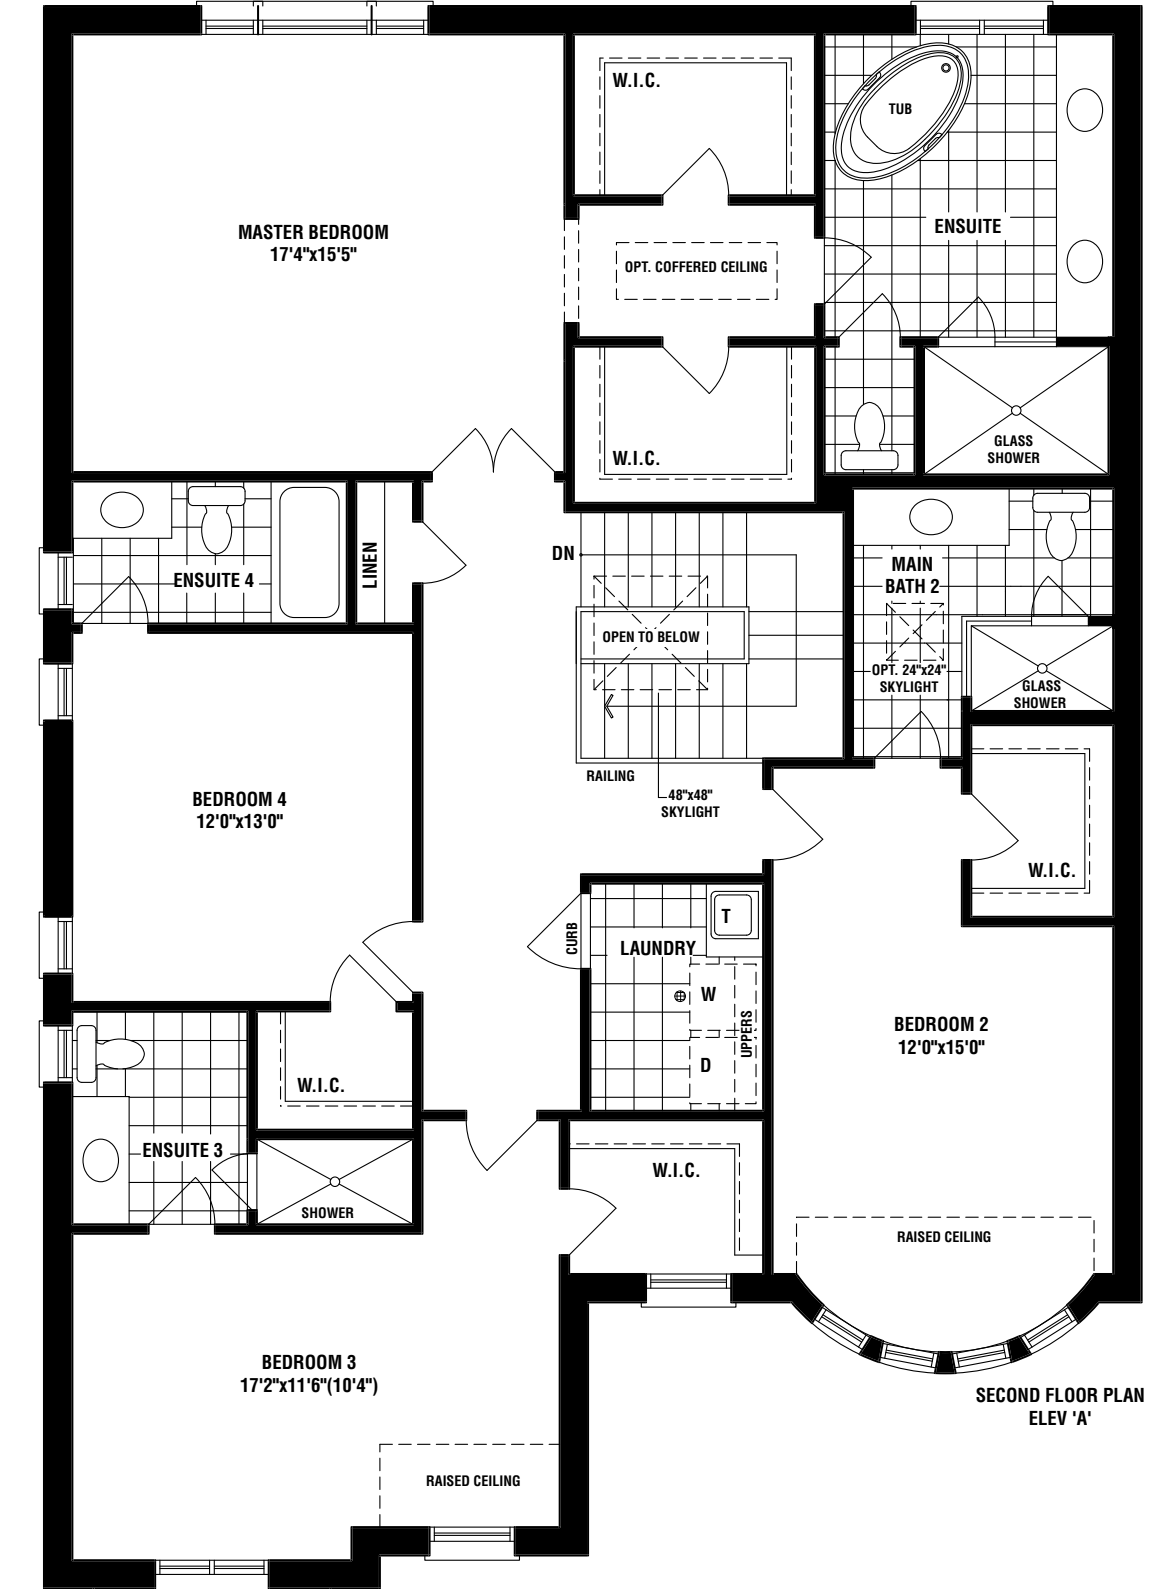 W.I.C.
TUB
MASTER BEDROOM
17'4"x15'5"
ENSUITE
OPT. COFFERED CEILING
W.I.C.
GLASS
SHOWER
DN
LINEN
ENSUITE 4
MAIN
BATH 2
OPEN TO BELOW
OPT. 24"x24"
SKYLIGHT
GLASS
SHOWER
RAILING
48"x48"
SKYLIGHT
BEDROOM 4
12'0"x13'0"
W.I.C.
T
CURB
LAUNDRY
W
UPPERS
D
BEDROOM 2
12'0"x15'0"
W.I.C.
ENSUITE 3
W.I.C.
SHOWER
RAISED CEILING
BEDROOM 3
17'2"x11'6"(10'4")
SECOND FLOOR PLAN
ELEV 'A'
RAISED CEILING